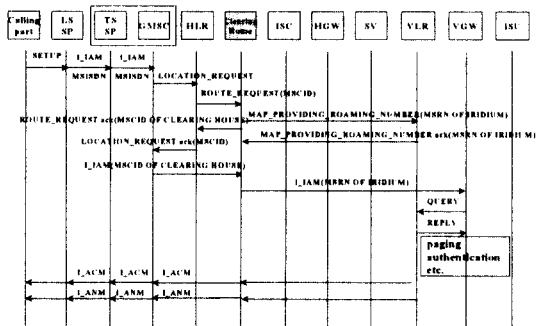 Calling part
LS SP
TS SP
GMSC
HLR
Clearing House
ISC
HGW
SV
VLR
VGW
ISU
SETUP
I_IAM
I_IAM
MSISDN
MSISDN
LOCATION_REQUEST
ROUTE_REQUEST(MSCID)
ROUTE_REQUEST ack(MSCID OF CLEARING HOUSE)
MAP_PROVIDING_ROAMING_NUMBER(MSRN OF IRIDIUM)
MAP_PROVIDING_ROAMING_NUMBER ack(MSRN OF IRIDIUM)
LOCATION_REQUEST ack(MSCID)
I_IAM(MSCID OF CLEARING HOUSE)
I_IAM(MSRN OF IRIDIUM)
QUERY
REPLY
paging
authentication
etc.
I_ACM
I_ACM
I_ACM
I_ANM
I_ANM
I_ANM